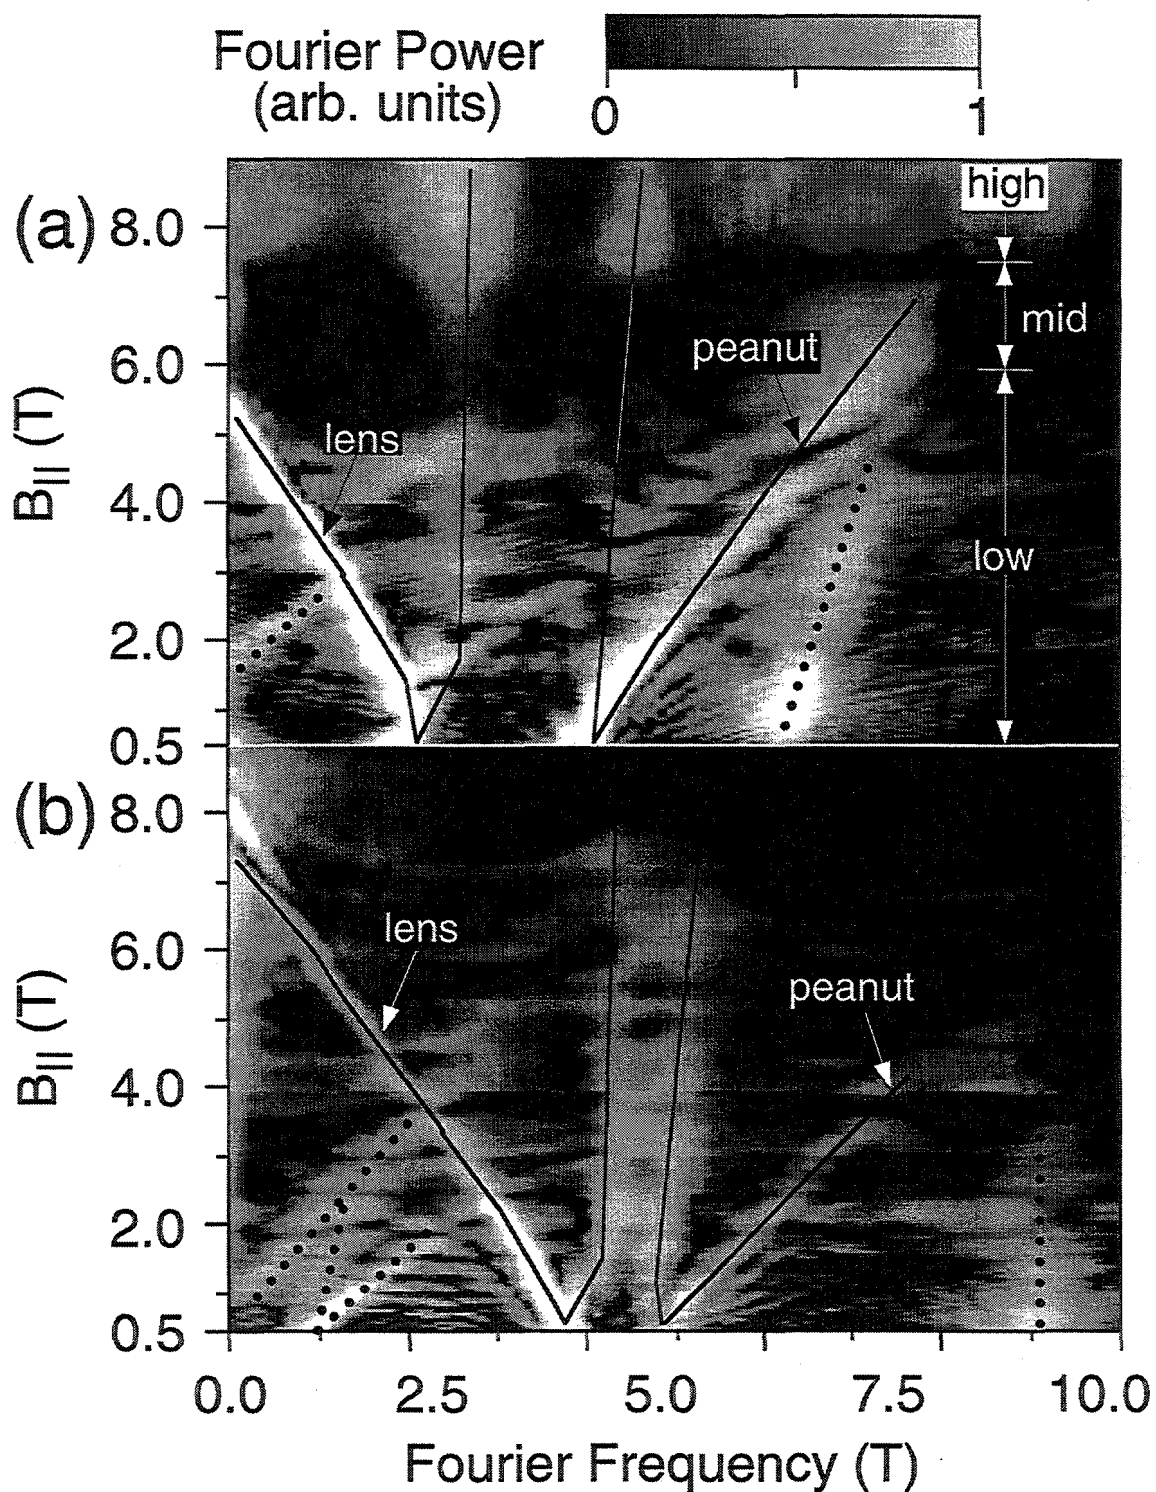 Fourier Power
(arb. units)
0 1
(a)
high
8.0
mid
peanut
6.0
lens
B|| (T)
4.0
low
2.0
0.5
(b)
8.0
lens
6.0
peanut
B|| (T)
4.0
2.0
0.5
0.0 2.5 5.0 7.5 10.0
Fourier Frequency (T)